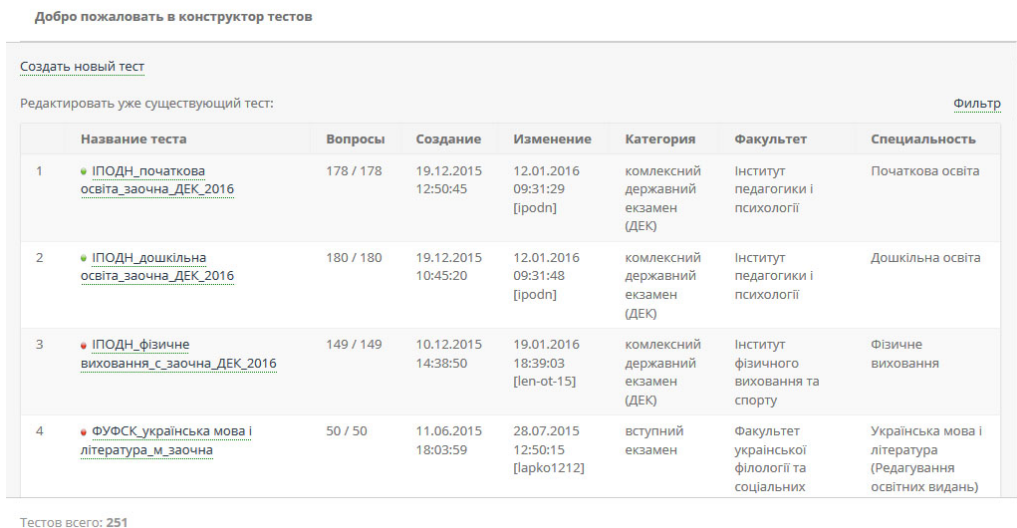 Добро пожаловать в конструктор тестов
Создать новый тест
Редактировать уже существующий тест:
Фильтр
Название теста Вопросы Создание Изменение Категория Факультет Специальность
1 ІПОДН_початкова освіта_заочна_ДЕК_2016 178 / 178 19.12.2015 12:50:45 12.01.2016 09:31:29 [ipodn] комлексний державний екзамен (ДЕК) Інститут педагогики і психології Початкова освіта
2 ІПОДН_дошкільна освіта_заочна_ДЕК_2016 180 / 180 19.12.2015 10:45:20 12.01.2016 09:31:48 [ipodn] комлексний державний екзамен (ДЕК) Інститут педагогики і психології Дошкільна освіта
3 ІПОДН_фізичне виховання_с_заочна_ДЕК_2016 149 / 149 10.12.2015 14:38:50 19.01.2016 18:39:03 [len-ot-15] комлексний державний екзамен (ДЕК) Інститут фізичного виховання та спорту Фізичне виховання
4 ФУФСК_українська мова і література_м_заочна 50 / 50 11.06.2015 18:03:59 28.07.2015 12:50:15 [lapko1212] вступний екзамен Факультет української філології та соціальних Українська мова і література (Редагування освітних видань)
Тестов всего: 251